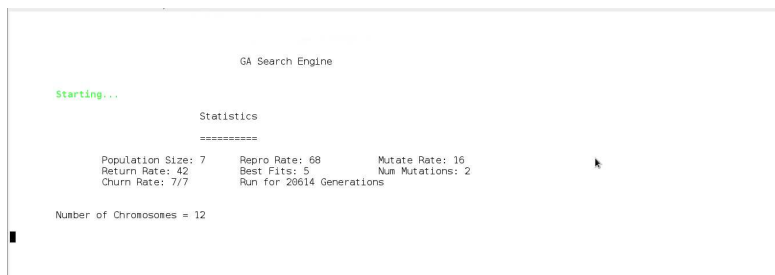 GA Search Engine
Starting...
Statistics
==========
Population Size: 7 Repro Rate: 68 Mutate Rate: 16
Return Rate: 42 Best Fits: 5 Num Mutations: 2
Churn Rate: 7/7 Run for 20614 Generations
Number of Chromosomes = 12